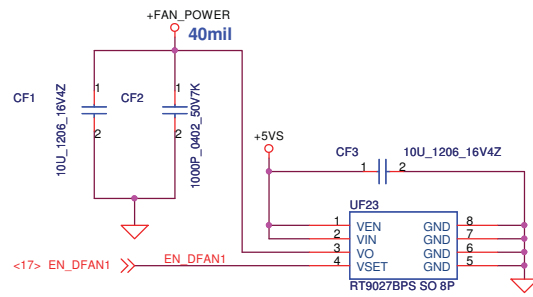 +FAN_POWER
40mil
CF1
1
2
10U_1206_16V4Z
CF2
1
2
1000P_0402_50V7K
+5VS
CF3
1
2
10U_1206_16V4Z
UF23
1 VEN GND 8
2 VIN GND 7
3 VO GND 6
4 VSET GND 5
RT9027BPS SO 8P
<17> EN_DFAN1 EN_DFAN1